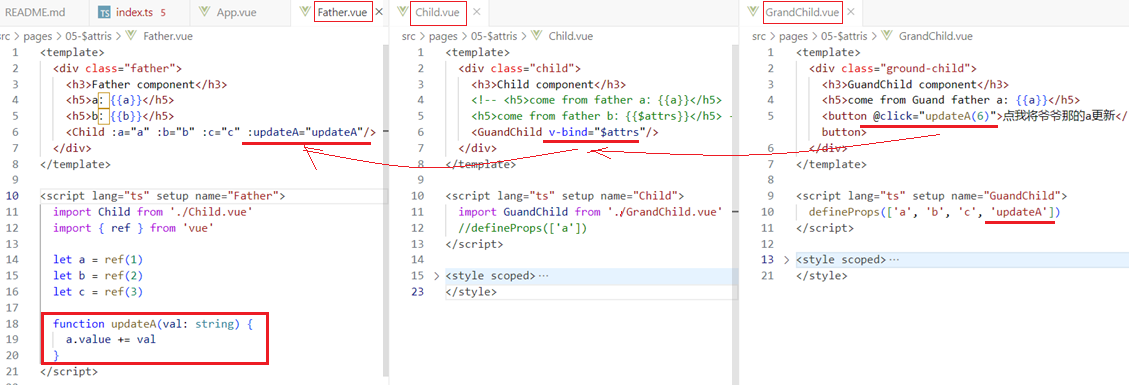 README.md
index.ts 5
App.vue
Father.vue
src > pages > 05-$attris > Father.vue
1 <template>
2 <div class="father">
3 <h3>Father component</h3>
4 <h5>a: {{a}}</h5>
5 <h5>b: {{b}}</h5>
6 <Child :a="a" :b="b" :c="c" :updateA="updateA"/>
7 </div>
8 </template>
9
10 <script lang="ts" setup name="Father">
11 import Child from './Child.vue'
12 import { ref } from 'vue'
13
14 let a = ref(1)
15 let b = ref(2)
16 let c = ref(3)
17
18 function updateA(val: string) {
19 a.value += val
20 }
21 </script>
Child.vue
src > pages > 05-$attris > Child.vue
1 <template>
2 <div class="child">
3 <h3>Child component</h3>
4 <!-- <h5>come from father a: {{a}}</h5>
5 <h5>come from father b: {{$attrs}}</h5> -
6 <GuandChild v-bind="$attrs"/>
7 </div>
8 </template>
9
10 <script lang="ts" setup name="Child">
11 import GuandChild from './GrandChild.vue'
12 //defineProps(['a'])
13 </script>
14
15 <style scoped> ...
23 </style>
GrandChild.vue
src > pages > 05-$attris > GrandChild.vue
1 <template>
2 <div class="ground-child">
3 <h3>GuandChild component</h3>
4 <h5>come from Guand father a: {{a}}</h5>
5 <button @click="updateA(6)">点我将爷爷那的a更新</
button>
6 </div>
7 </template>
8
9 <script lang="ts" setup name="GuandChild">
10 defineProps(['a', 'b', 'c', 'updateA'])
11 </script>
12
13 <style scoped> ...
21 </style>